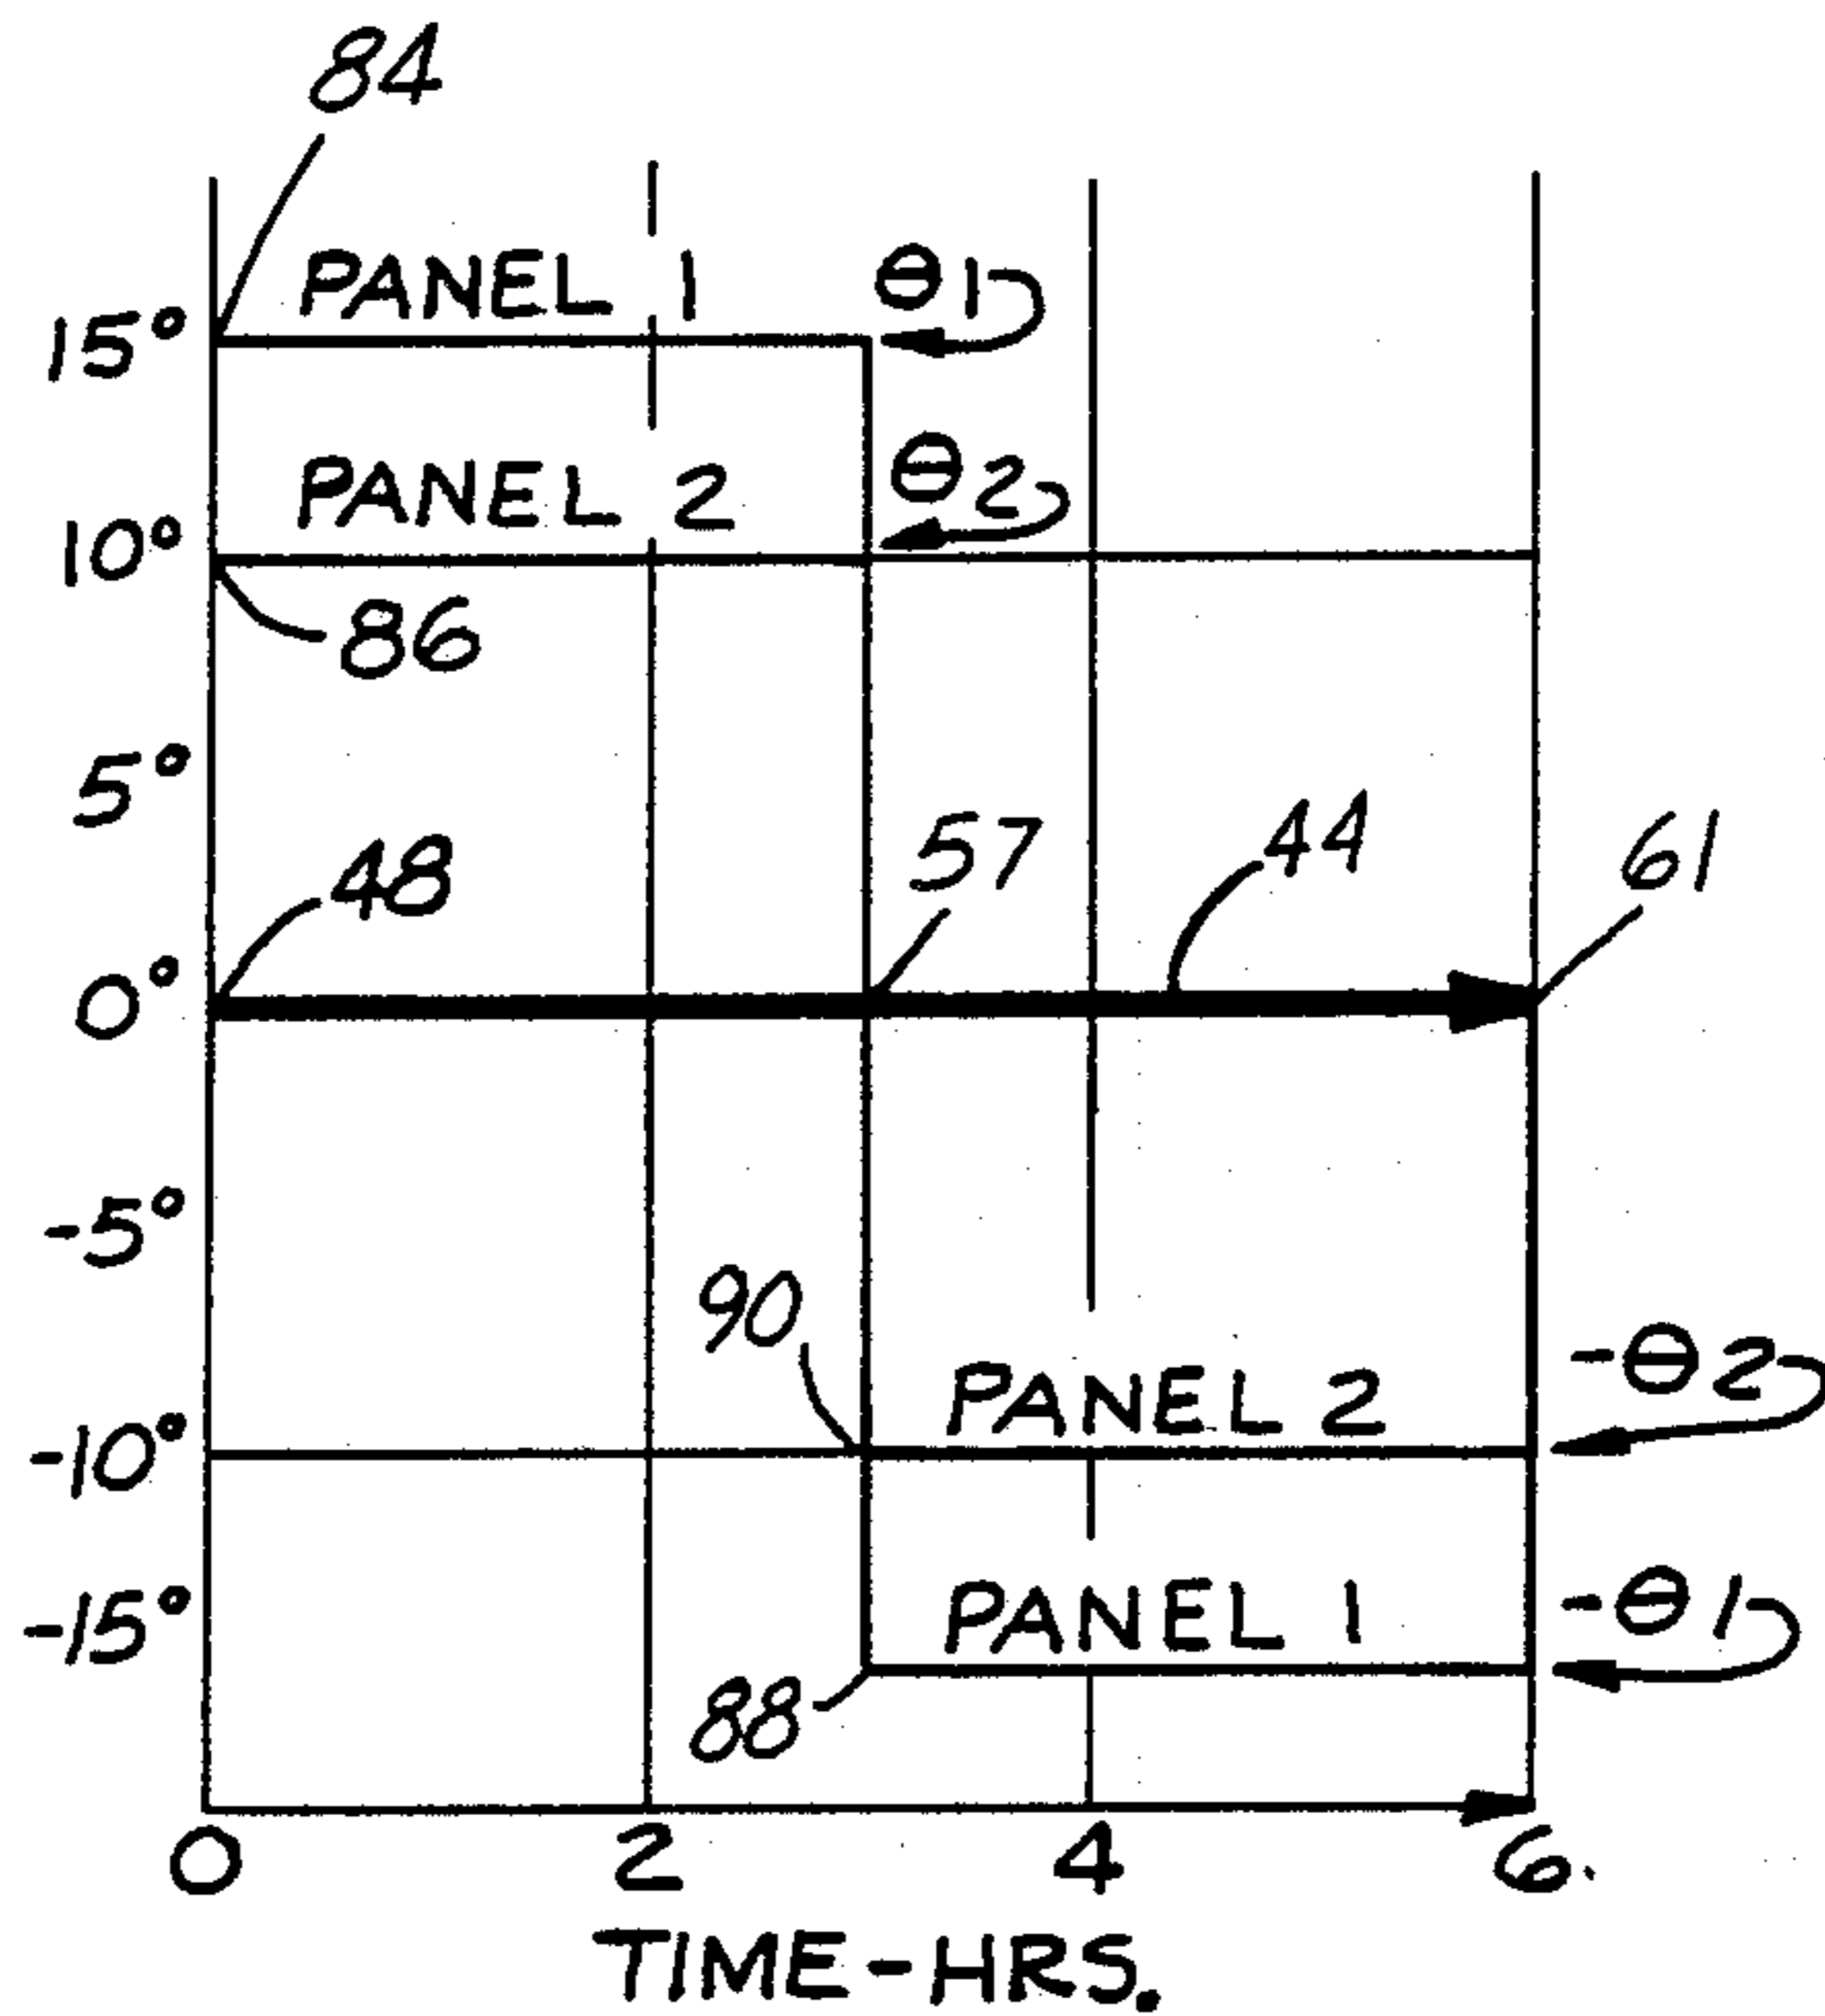 84
PANEL 1 θ1
15°
PANEL 2 θ2
10°
86
5°
48 57 44 61
0°
-5°
90
PANEL 2 -θ2
-10°
PANEL 1 -θ1
-15°
88
0 2 4 6.
TIME-HRS.